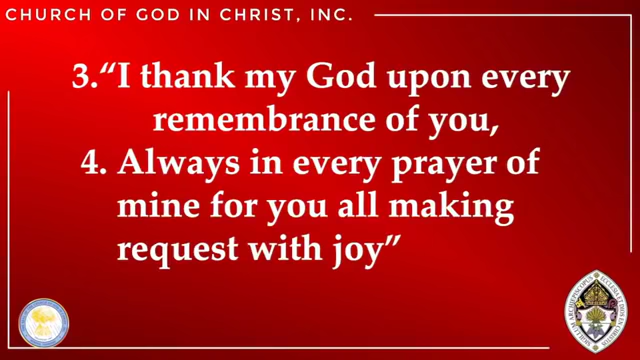 CHURCH OF GOD IN CHRIST, INC.
3.“I thank my God upon every
remembrance of you,
4. Always in every prayer of
mine for you all making
request with joy”